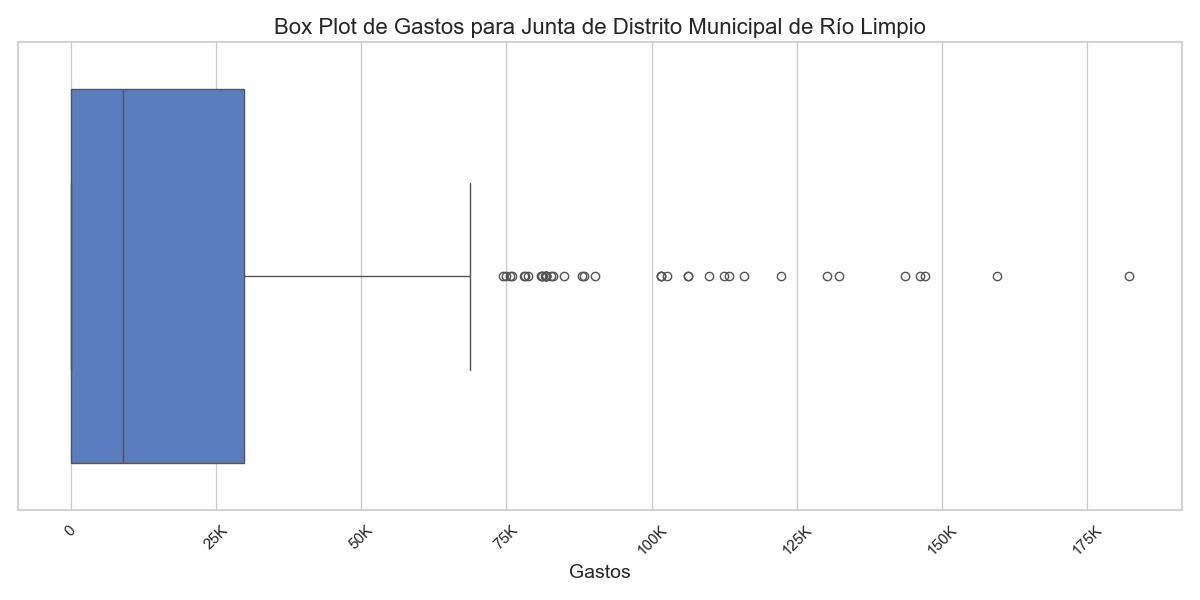 Box Plot de Gastos para Junta de Distrito Municipal de Río Limpio
0
25K
50K
75K
100K
125K
150K
175K
Gastos